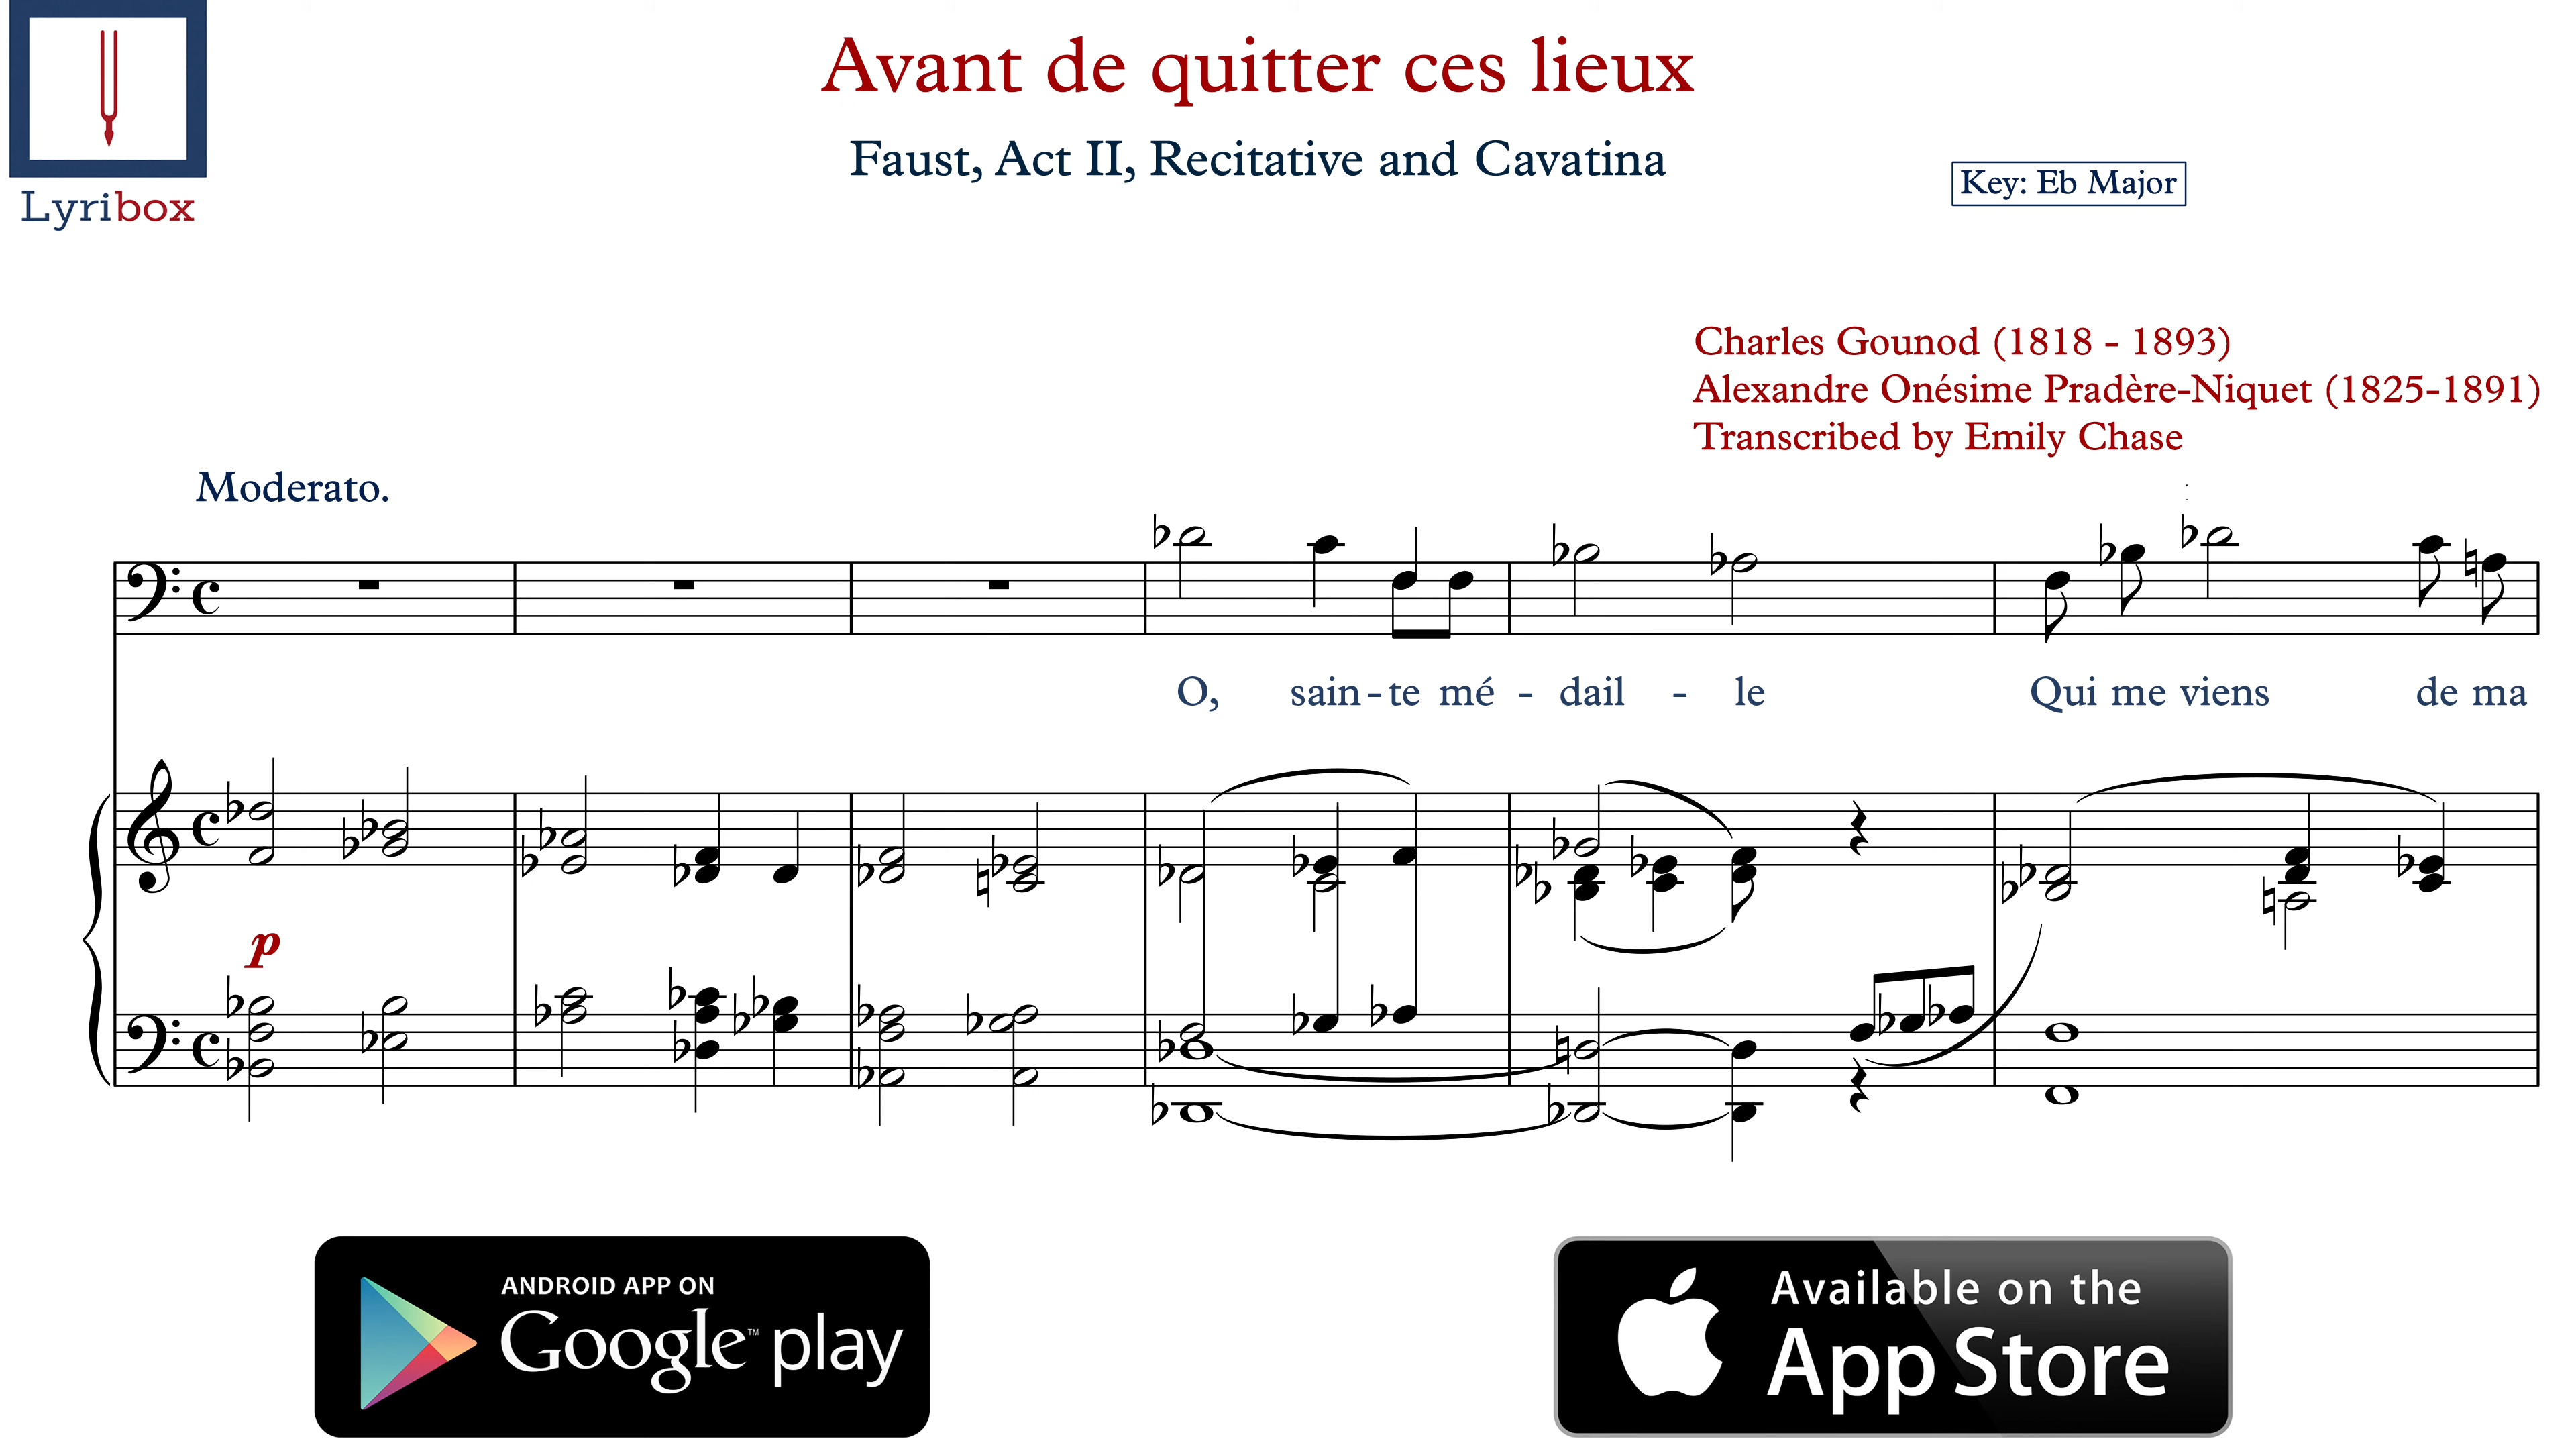 Avant de quitter ces lieux
Faust, Act II, Recitative and Cavatina
Key: Eb Major
Lyribox
Charles Gounod (1818 - 1893)
Alexandre Onésime Pradère-Niquet (1825-1891)
Transcribed by Emily Chase
Moderato.
O, sain - te mé - dail - le Qui me viens de ma
p
ANDROID APP ON
Google™ play
Available on the
App Store